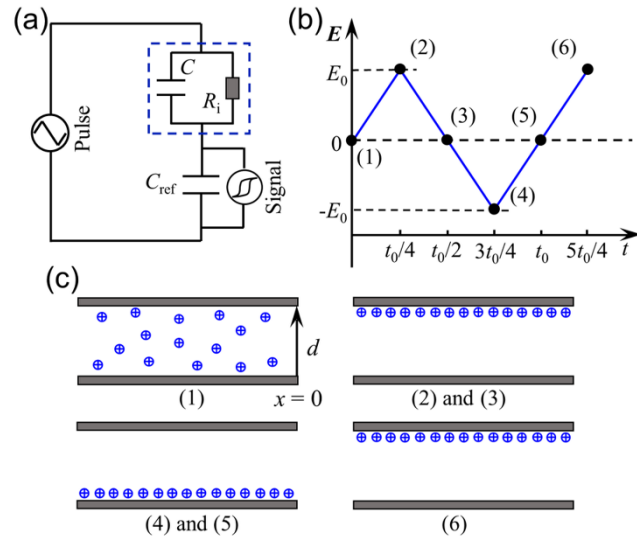 (a)
C
Ri
Pulse
Cref
Signal
(b)
E
(2)
(6)
E0
(3)
(5)
0
(1)
(4)
-E0
t0/4
t0/2
3t0/4
t0
5t0/4
t
(c)
d
(1)
x = 0
(2) and (3)
(4) and (5)
(6)